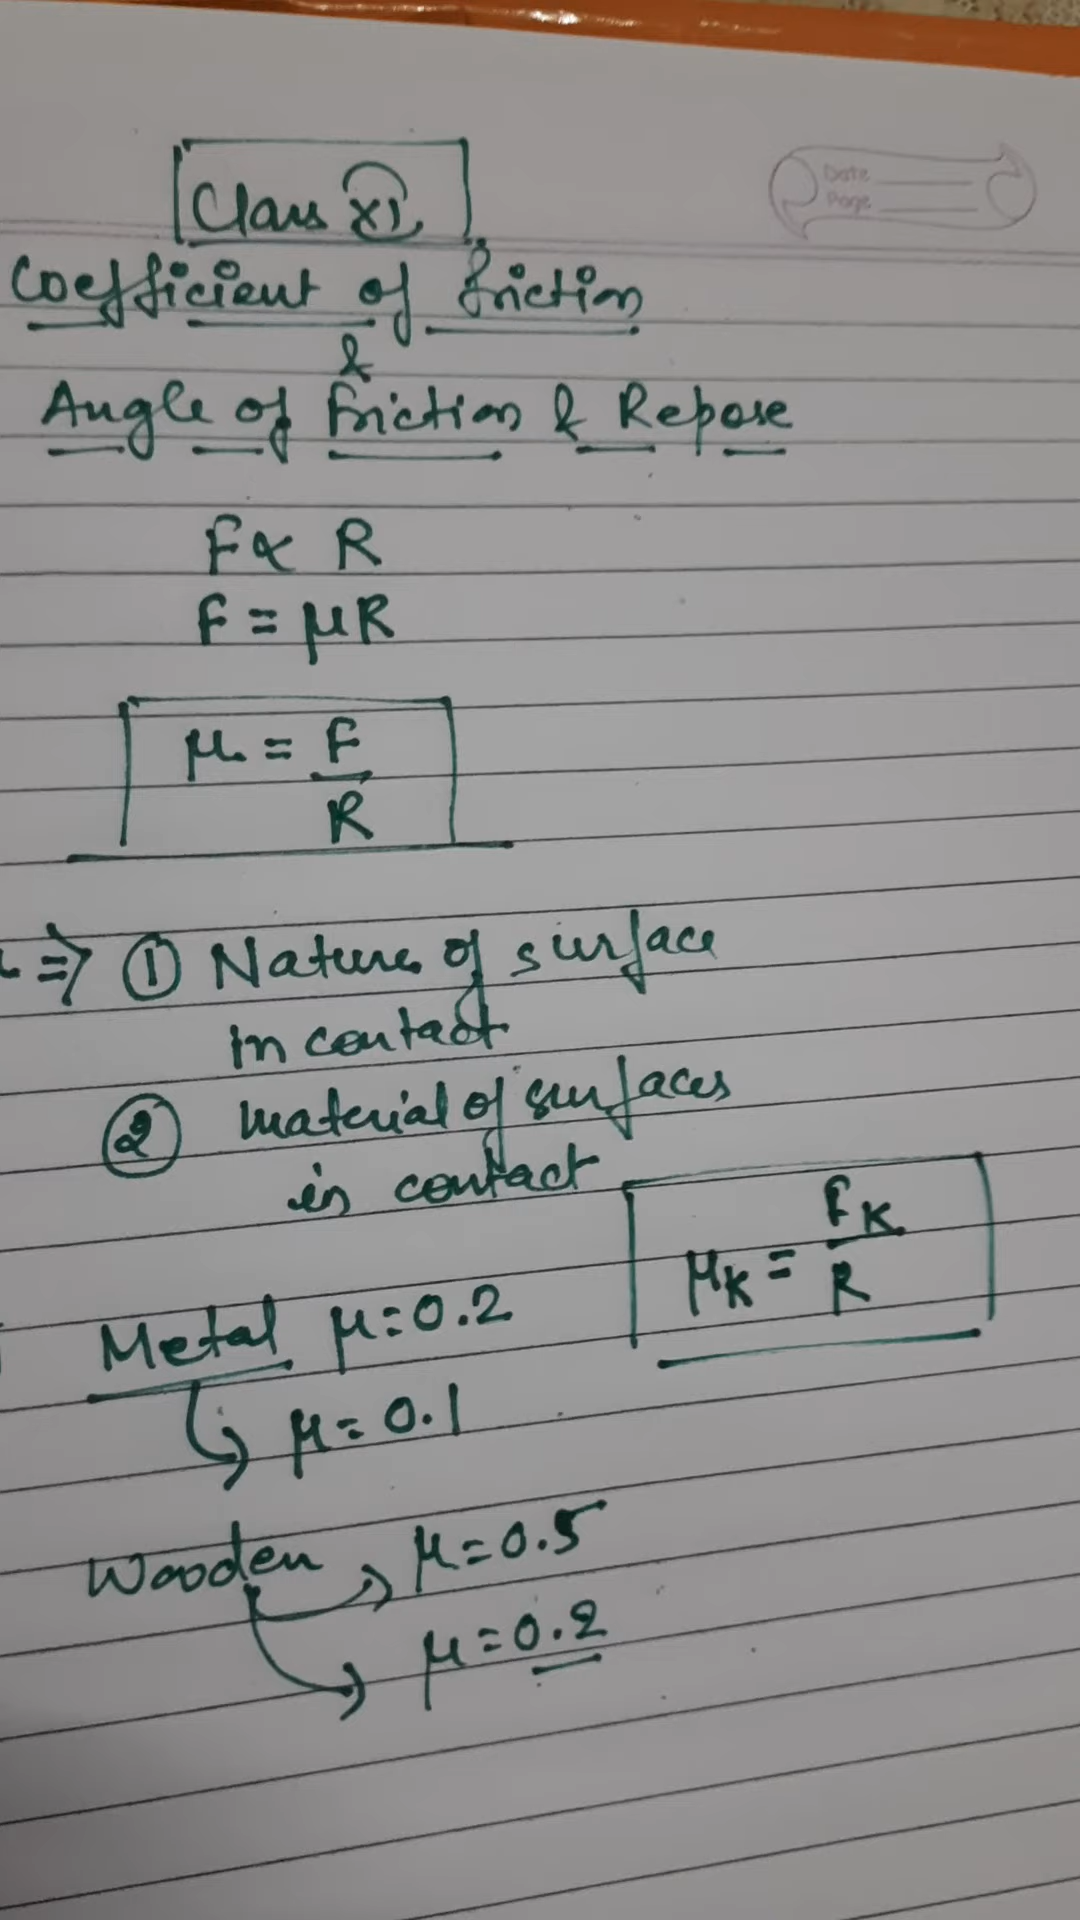 Class XI
Date
Page
Coefficient of friction
&
Angle of Friction & Repose
F ∝ R
F = μR
μ = F
R
⇒ ① Nature of surface
in contact
② material of surfaces
in contact
μK = FK
R
Metal μ = 0.2
↳ μ = 0.1
Wooden → μ = 0.5
→ μ = 0.2